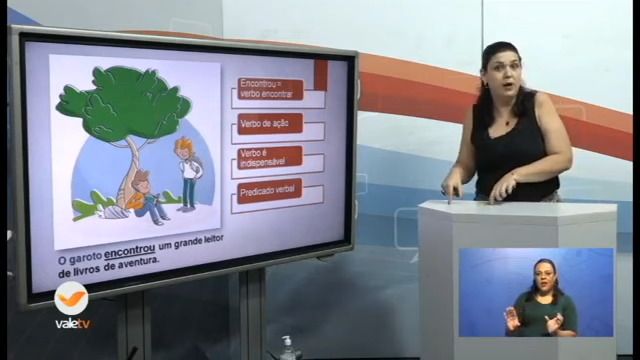 Encontrou =
verbo encontrar
Verbo de ação
Verbo é
indispensável
Predicado verbal
O garoto encontrou um grande leitor
de livros de aventura.
valetv